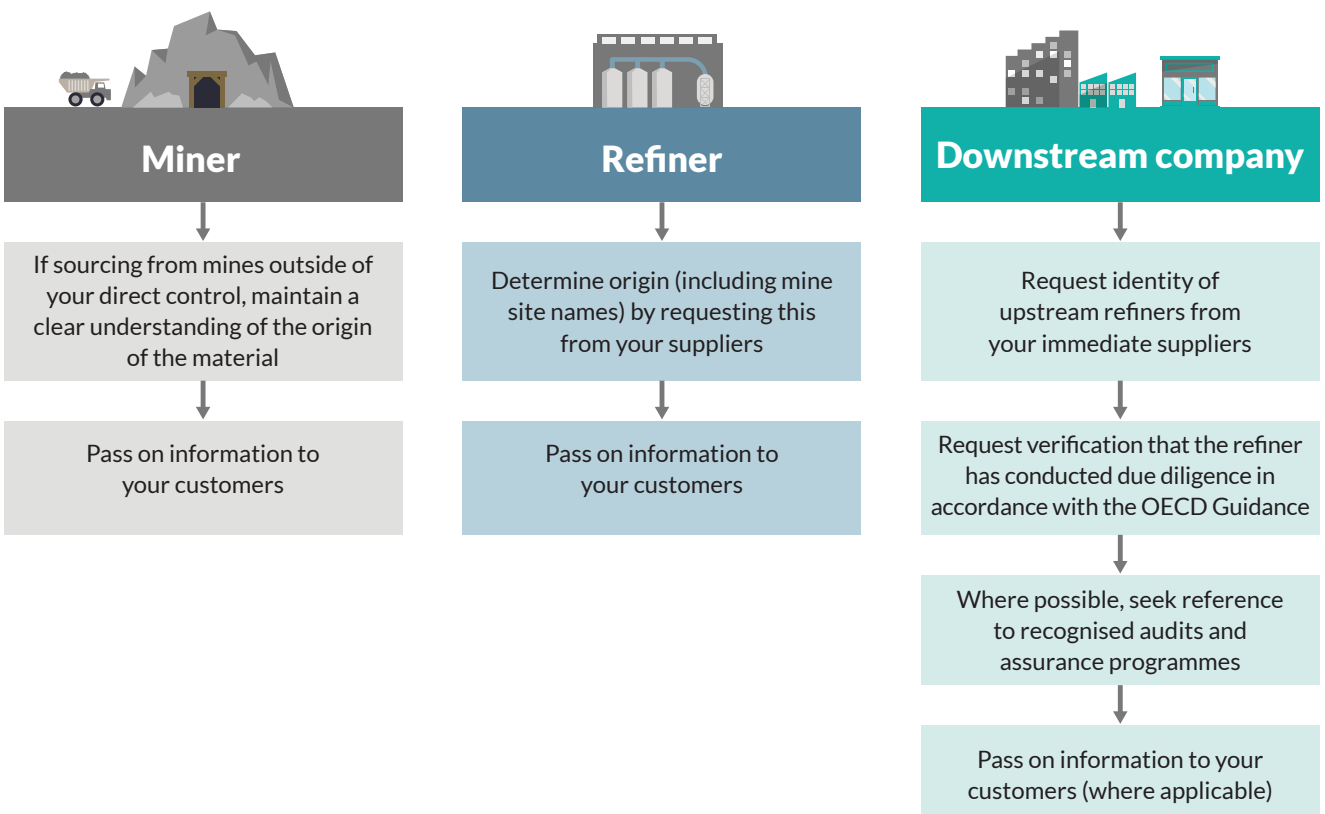 Miner
If sourcing from mines outside of
your direct control, maintain a
clear understanding of the origin
of the material
Pass on information to
your customers
Refiner
Determine origin (including mine
site names) by requesting this
from your suppliers
Pass on information to
your customers
Downstream company
Request identity of
upstream refiners from
your immediate suppliers
Request verification that the refiner
has conducted due diligence in
accordance with the OECD Guidance
Where possible, seek reference
to recognised audits and
assurance programmes
Pass on information to your
customers (where applicable)